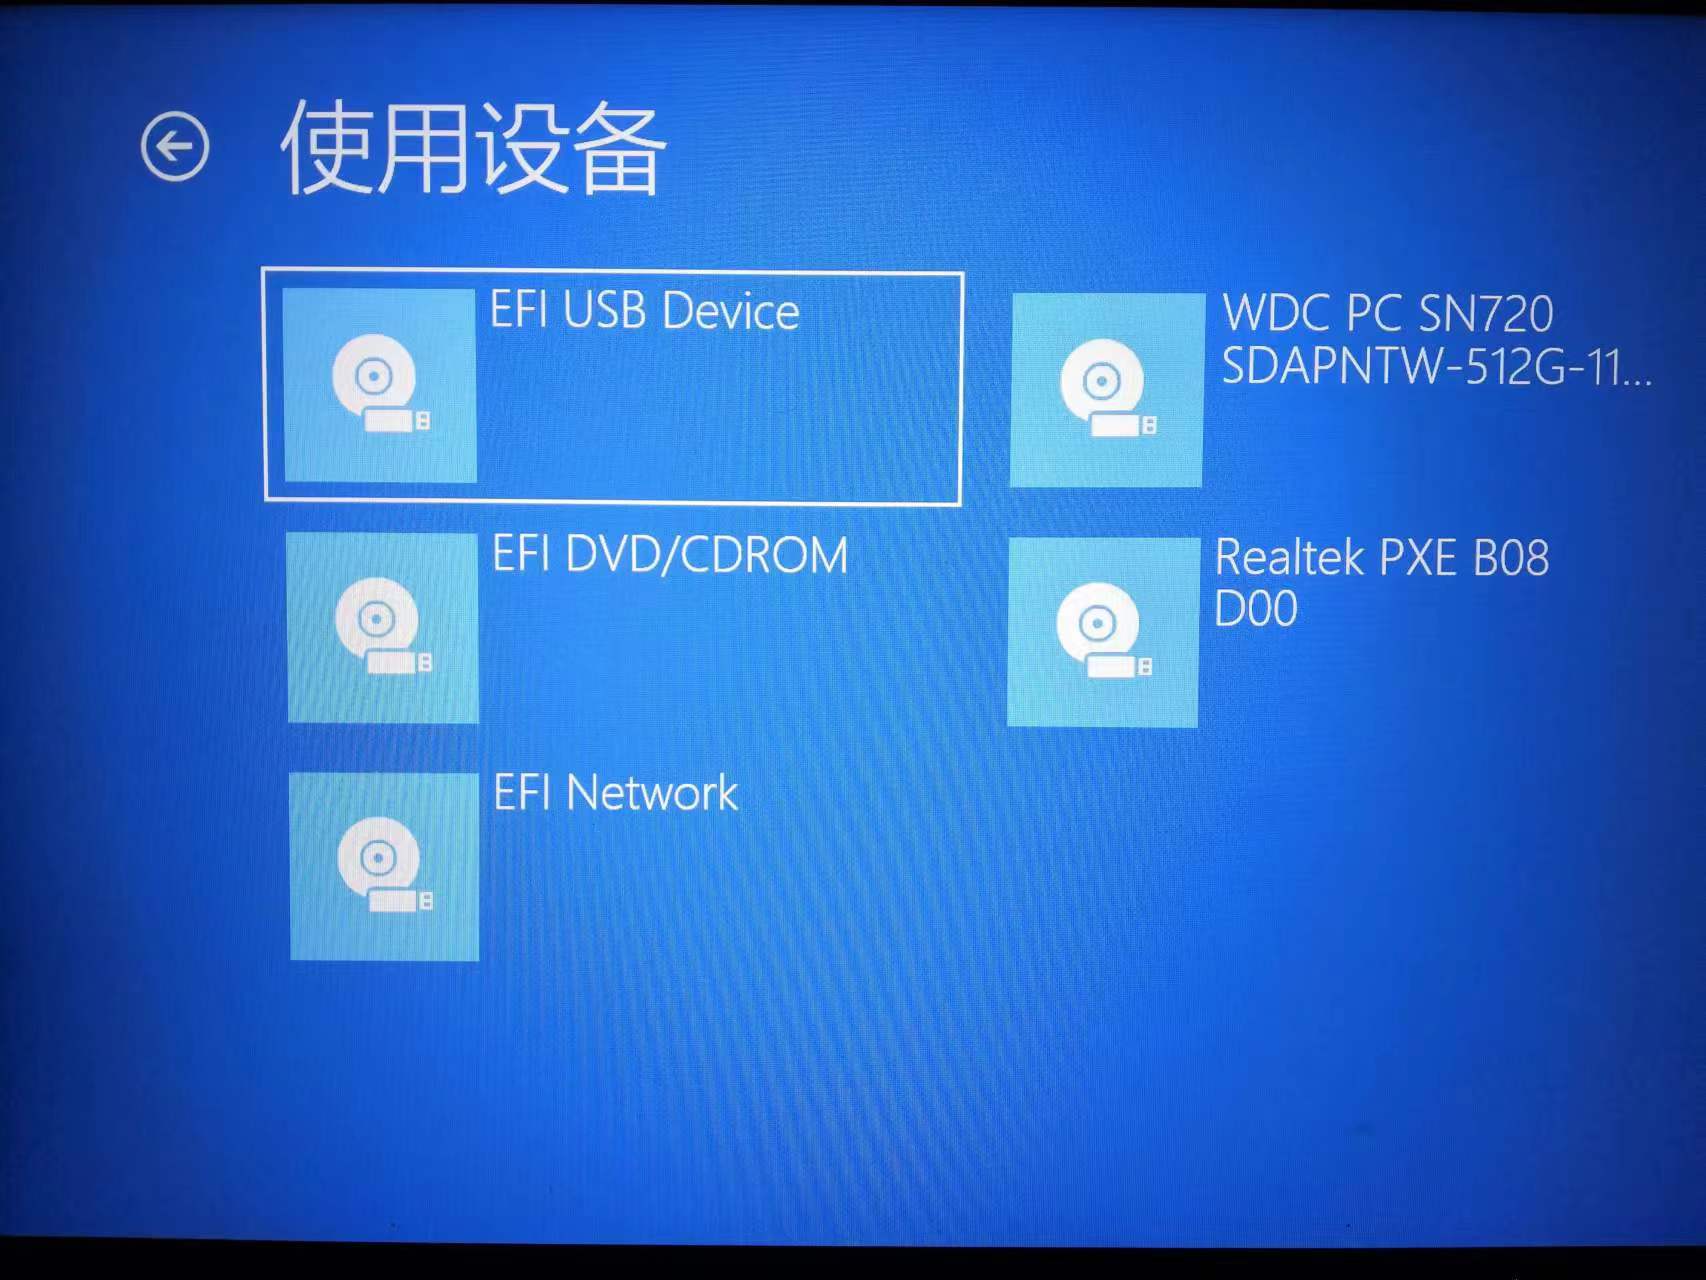 使用设备
EFI USB Device
WDC PC SN720
SDAPNTW-512G-11...
EFI DVD/CDROM
Realtek PXE B08
D00
EFI Network